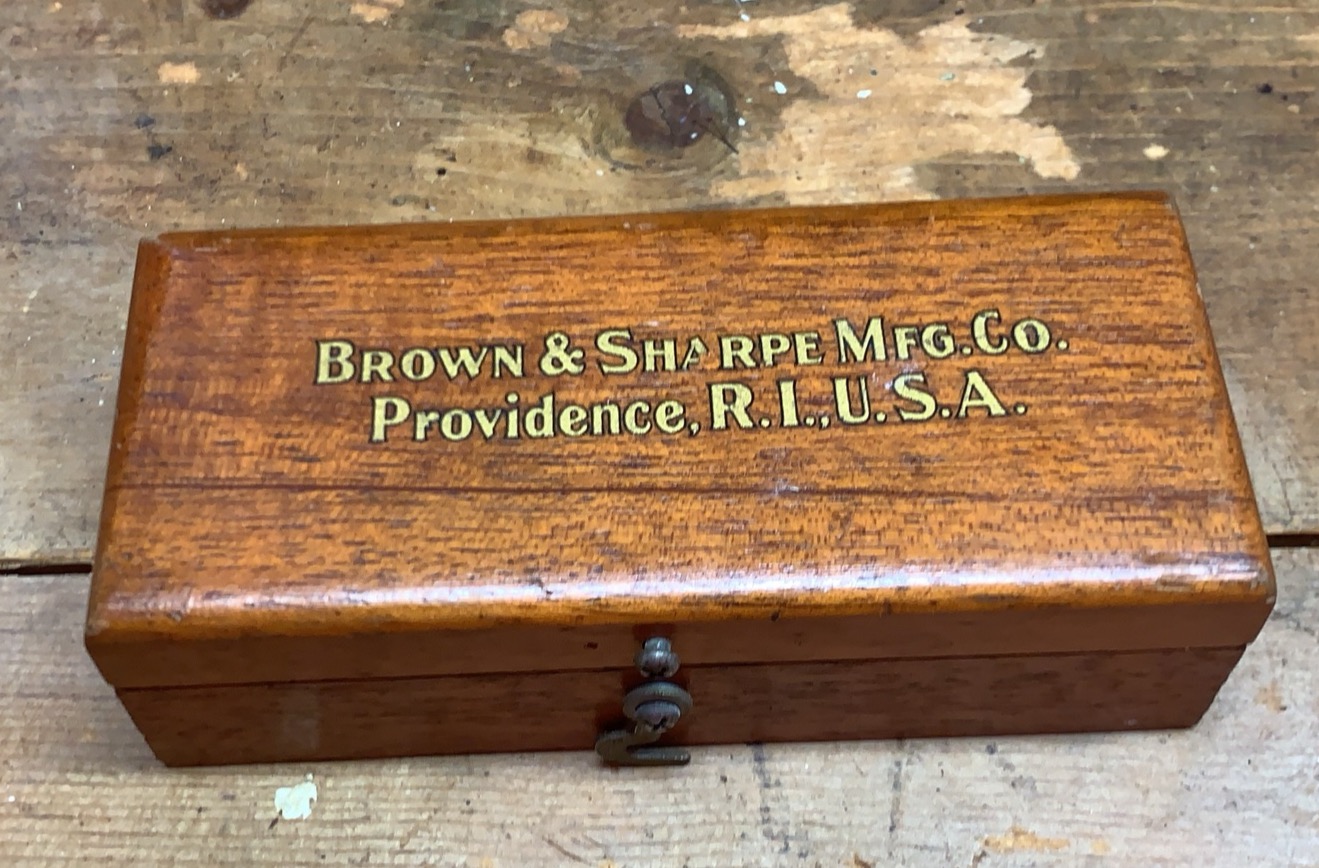 Brown & Sharpe Mfg. Co.
Providence, R.I., U.S.A.